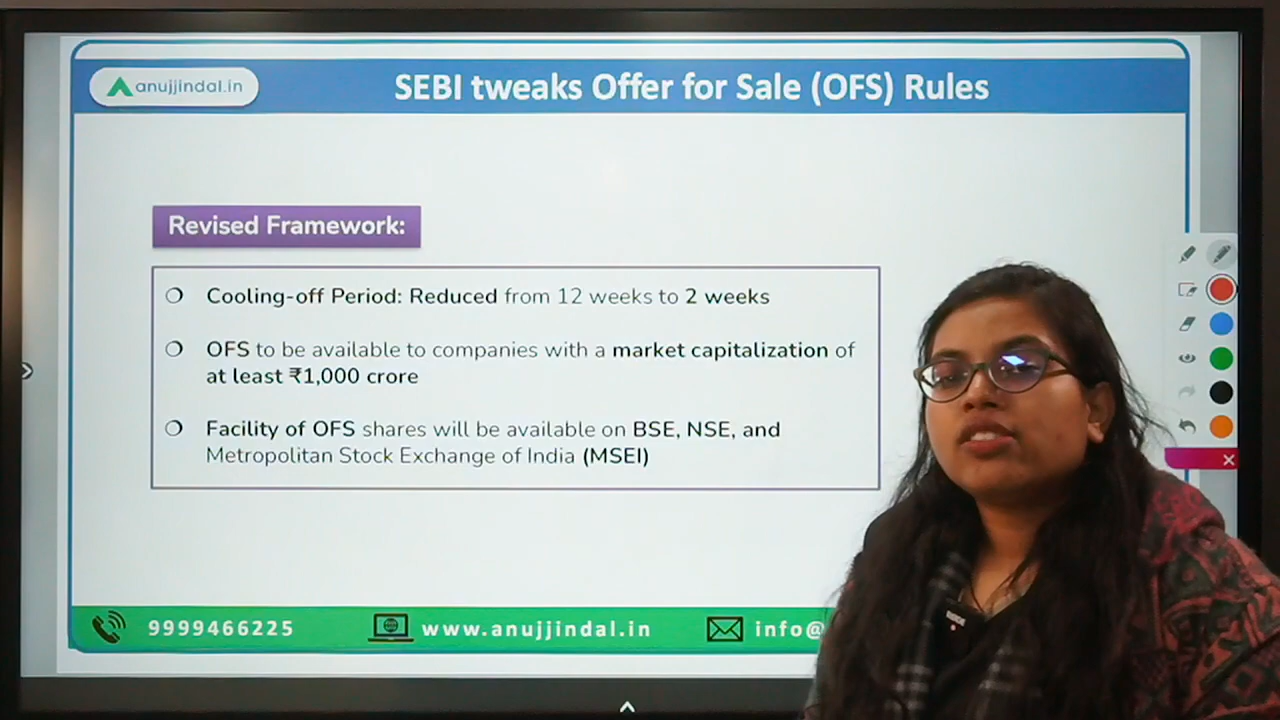 anujjindal.in
SEBI tweaks Offer for Sale (OFS) Rules
Revised Framework:
Cooling-off Period: Reduced from 12 weeks to 2 weeks
OFS to be available to companies with a market capitalization of
at least ₹1,000 crore
Facility of OFS shares will be available on BSE, NSE, and
Metropolitan Stock Exchange of India (MSEI)
9999466225
www.anujjindal.in
info@